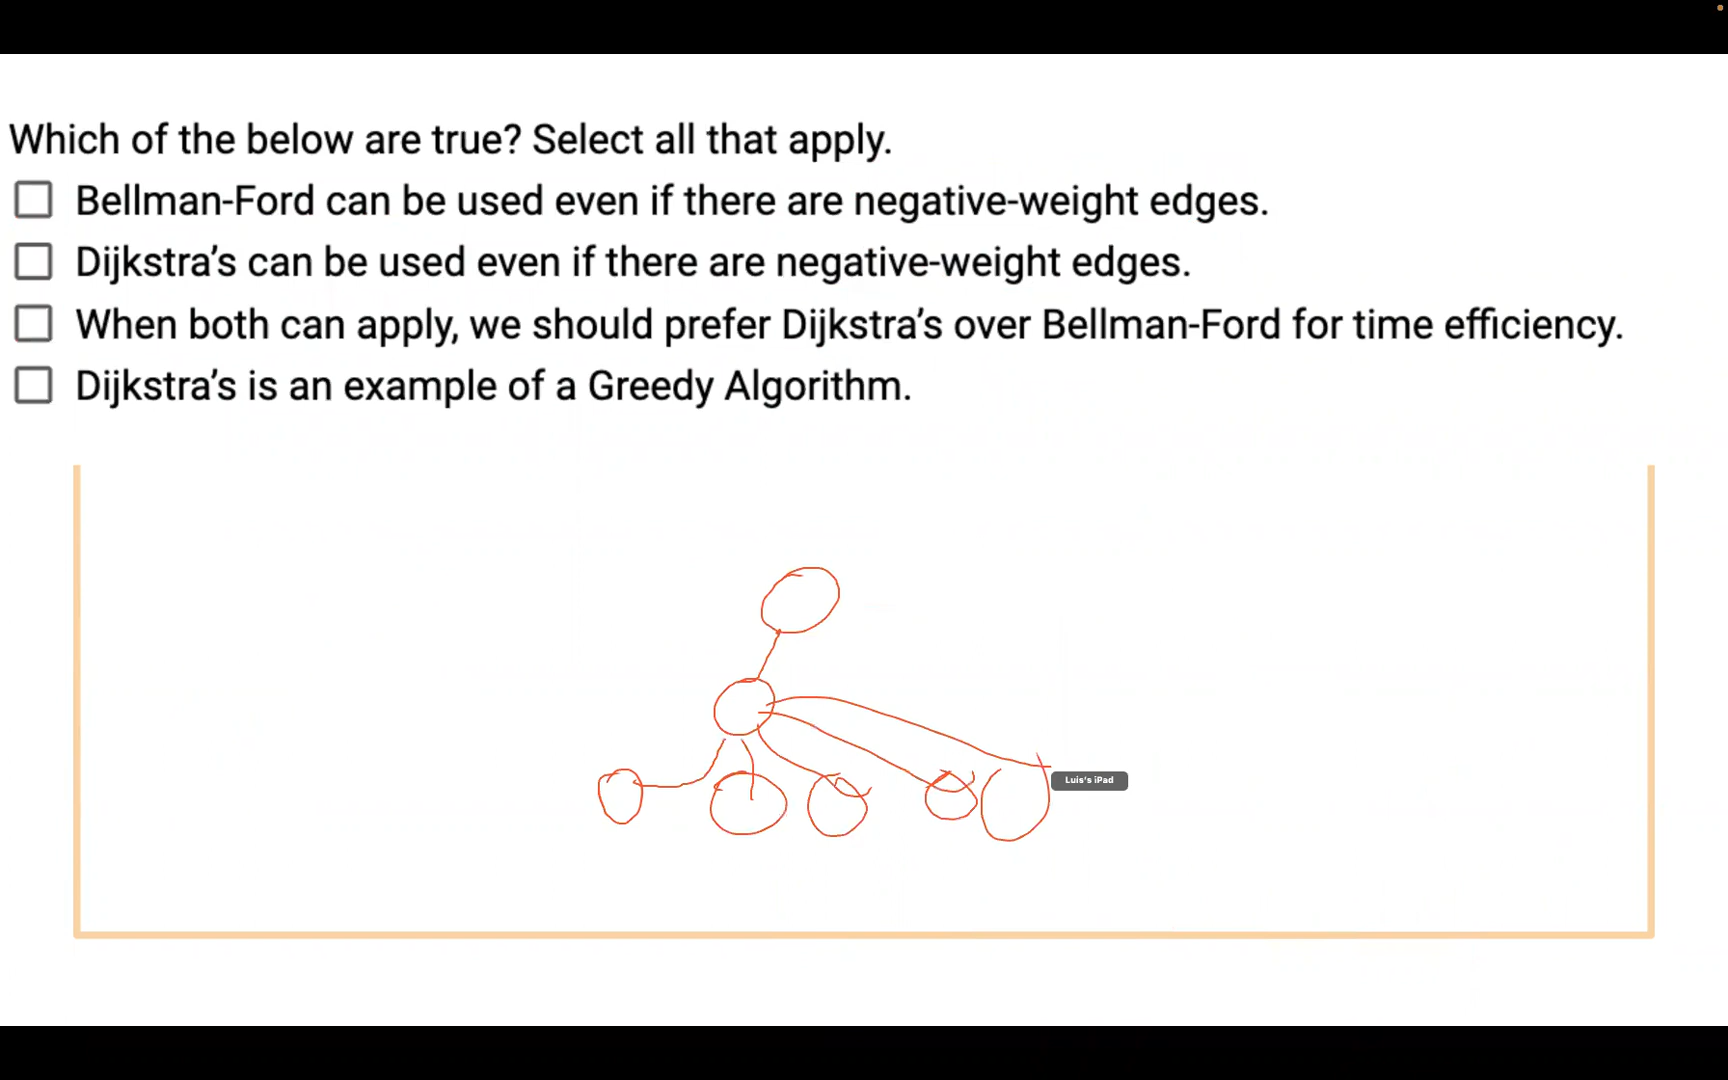 Which of the below are true? Select all that apply.
Bellman-Ford can be used even if there are negative-weight edges.
Dijkstra’s can be used even if there are negative-weight edges.
When both can apply, we should prefer Dijkstra’s over Bellman-Ford for time efficiency.
Dijkstra’s is an example of a Greedy Algorithm.
Luis's iPad